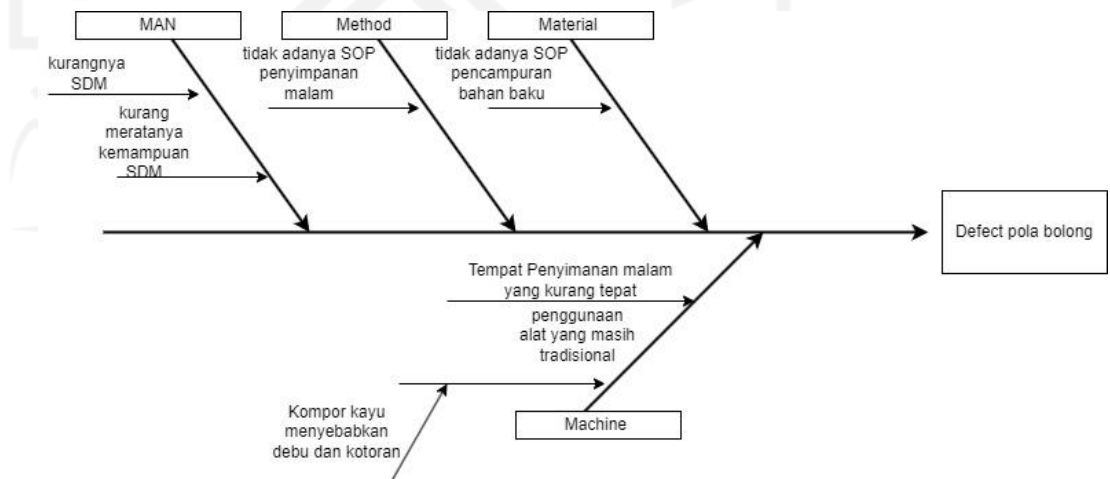 MAN
Method
Material
kurangnya
SDM
kurang
meratanya
kemampuan
SDM
tidak adanya SOP
penyimpanan
malam
tidak adanya SOP
pencampuran
bahan baku
Defect pola bolong
Tempat Penyimanan malam
yang kurang tepat
penggunaan
alat yang masih
tradisional
Kompor kayu
menyebabkan
debu dan kotoran
Machine